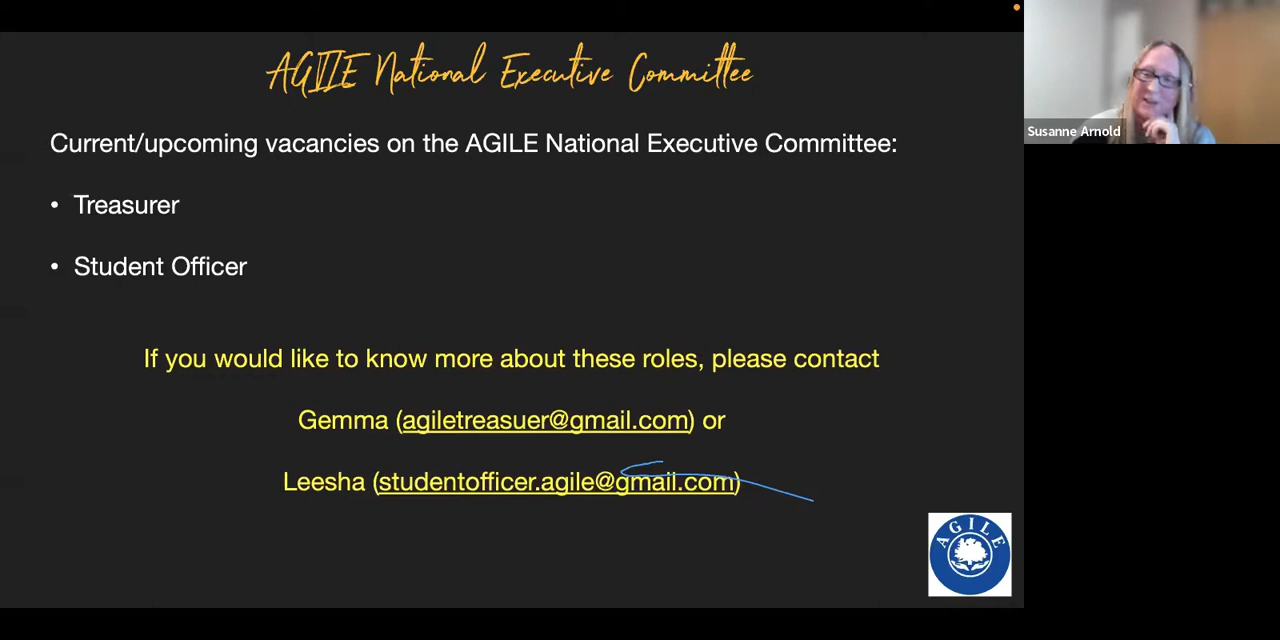 AGILE National Executive Committee
Current/upcoming vacancies on the AGILE National Executive Committee:
• Treasurer
• Student Officer
If you would like to know more about these roles, please contact
Gemma (agiletreasuer@gmail.com) or
Leesha (studentofficer.agile@gmail.com)
AGILE
Susanne Arnold